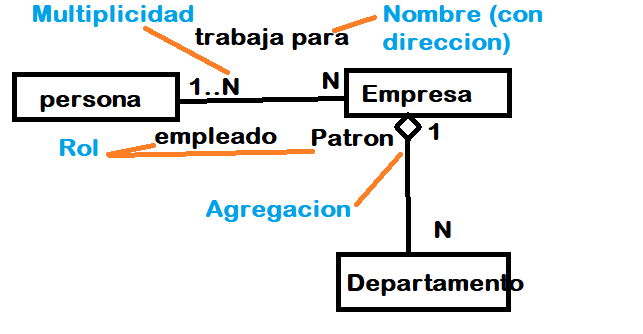 Multiplicidad
trabaja para
Nombre (con
direccion)
persona
1..N
N
Empresa
Rol
empleado
Patron
1
Agregacion
N
Departamento